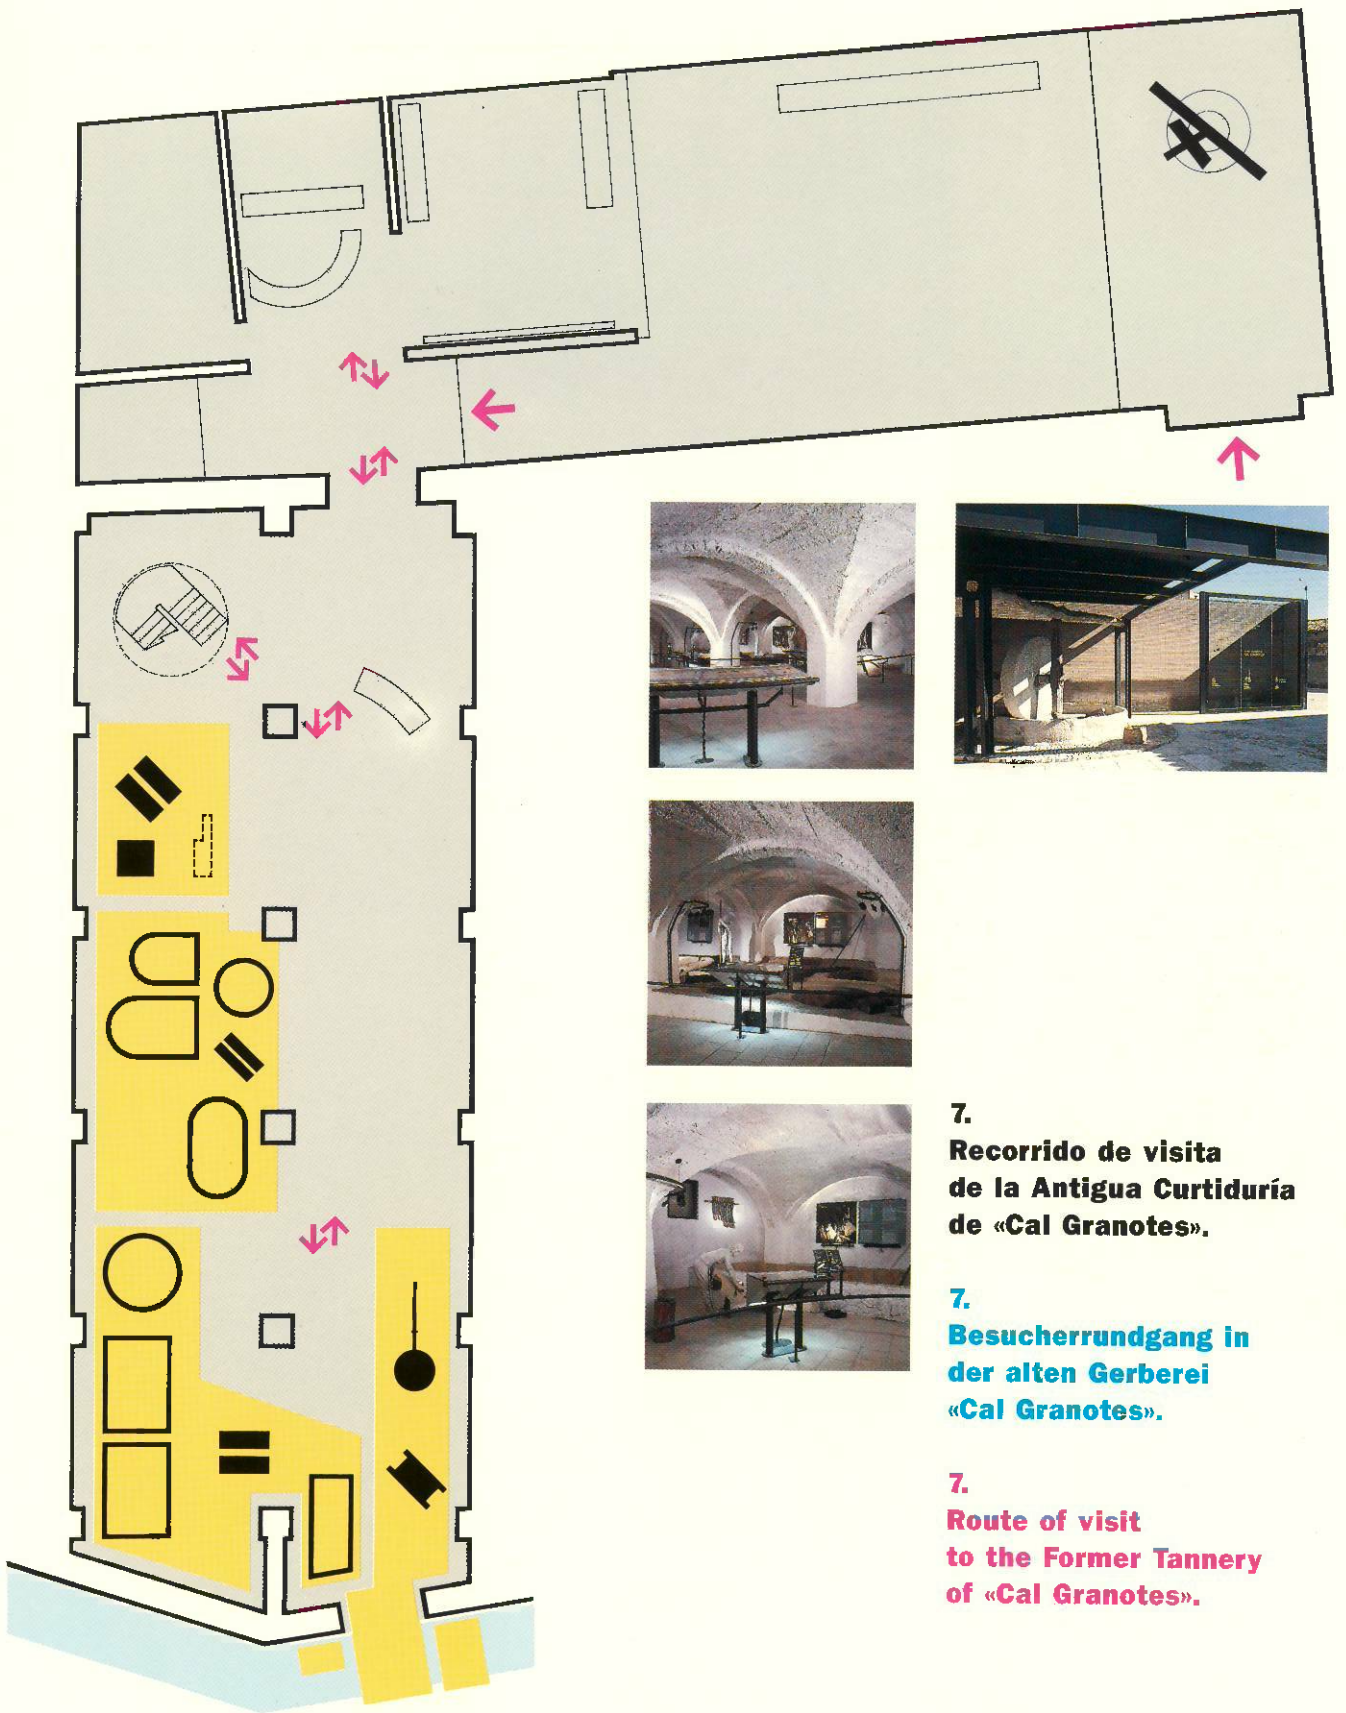 7.
Recorrido de visita
de la Antigua Curtiduría
de «Cal Granotes».
7.
Besucherrundgang in
der alten Gerberei
«Cal Granotes».
7.
Route of visit
to the Former Tannery
of «Cal Granotes».